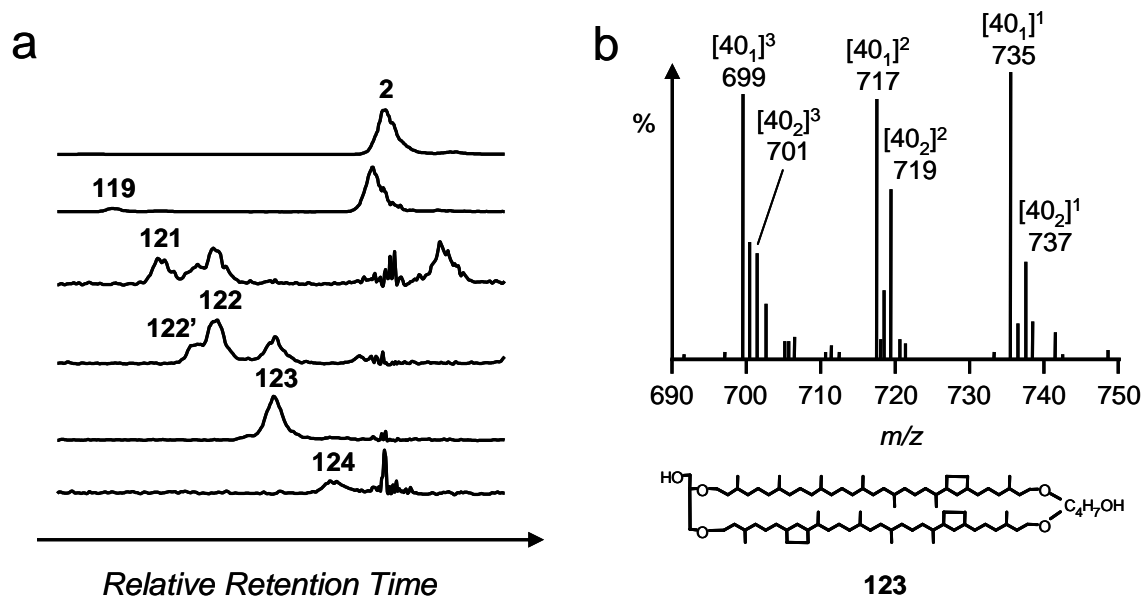 a
2
119
121
122
122'
123
124
Relative Retention Time
b
%
[40₁]³
699
[40₂]³
701
[40₁]²
717
[40₂]²
719
[40₁]¹
735
[40₂]¹
737
690 700 710 720 730 740 750
m/z
HO
O
O
O
O
C₄H₇OH
123